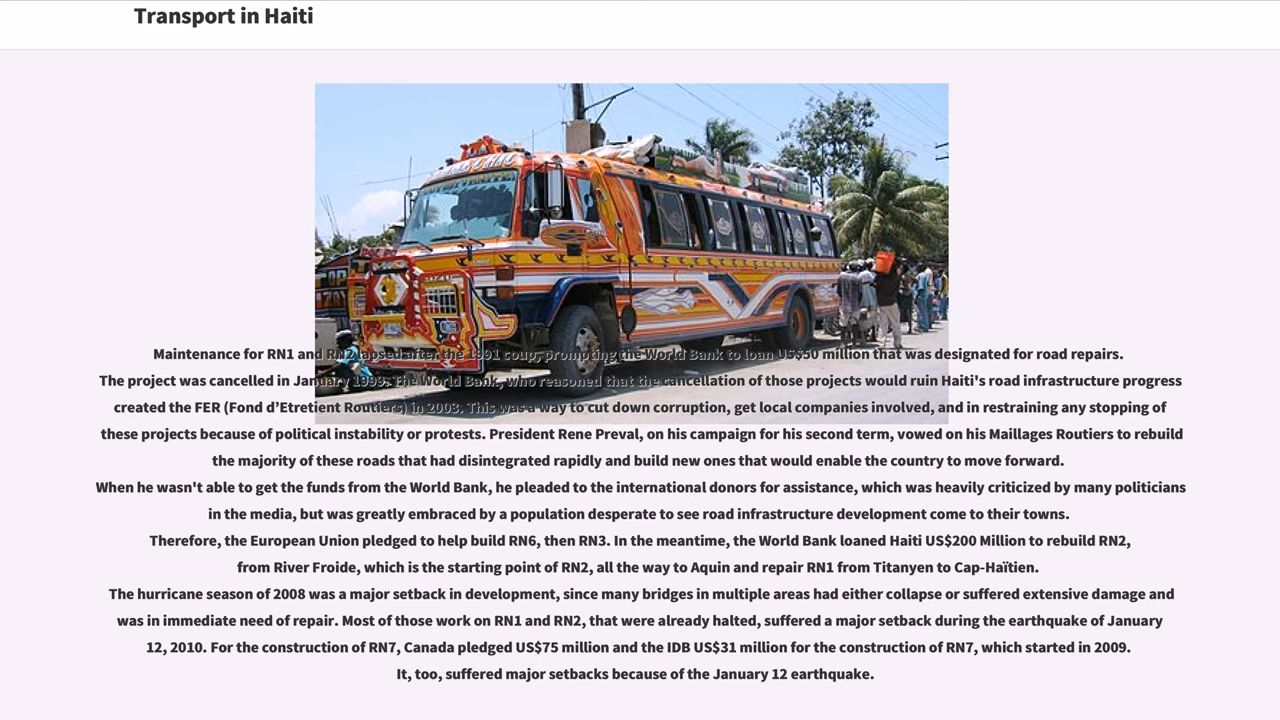 Transport in Haiti
Maintenance for RN1 and RN2 lapsed after the 1991 coup, prompting the World Bank to loan US$50 million that was designated for road repairs.
The project was cancelled in January 1999. The World Bank, who reasoned that the cancellation of those projects would ruin Haiti's road infrastructure progress
created the FER (Fond d’Etretient Routiers) in 2003. This was a way to cut down corruption, get local companies involved, and in restraining any stopping of
these projects because of political instability or protests. President Rene Preval, on his campaign for his second term, vowed on his Maillages Routiers to rebuild
the majority of these roads that had disintegrated rapidly and build new ones that would enable the country to move forward.
When he wasn't able to get the funds from the World Bank, he pleaded to the international donors for assistance, which was heavily criticized by many politicians
in the media, but was greatly embraced by a population desperate to see road infrastructure development come to their towns.
Therefore, the European Union pledged to help build RN6, then RN3. In the meantime, the World Bank loaned Haiti US$200 Million to rebuild RN2,
from River Froide, which is the starting point of RN2, all the way to Aquin and repair RN1 from Titanyen to Cap-Haïtien.
The hurricane season of 2008 was a major setback in development, since many bridges in multiple areas had either collapse or suffered extensive damage and
was in immediate need of repair. Most of those work on RN1 and RN2, that were already halted, suffered a major setback during the earthquake of January
12, 2010. For the construction of RN7, Canada pledged US$75 million and the IDB US$31 million for the construction of RN7, which started in 2009.
It, too, suffered major setbacks because of the January 12 earthquake.